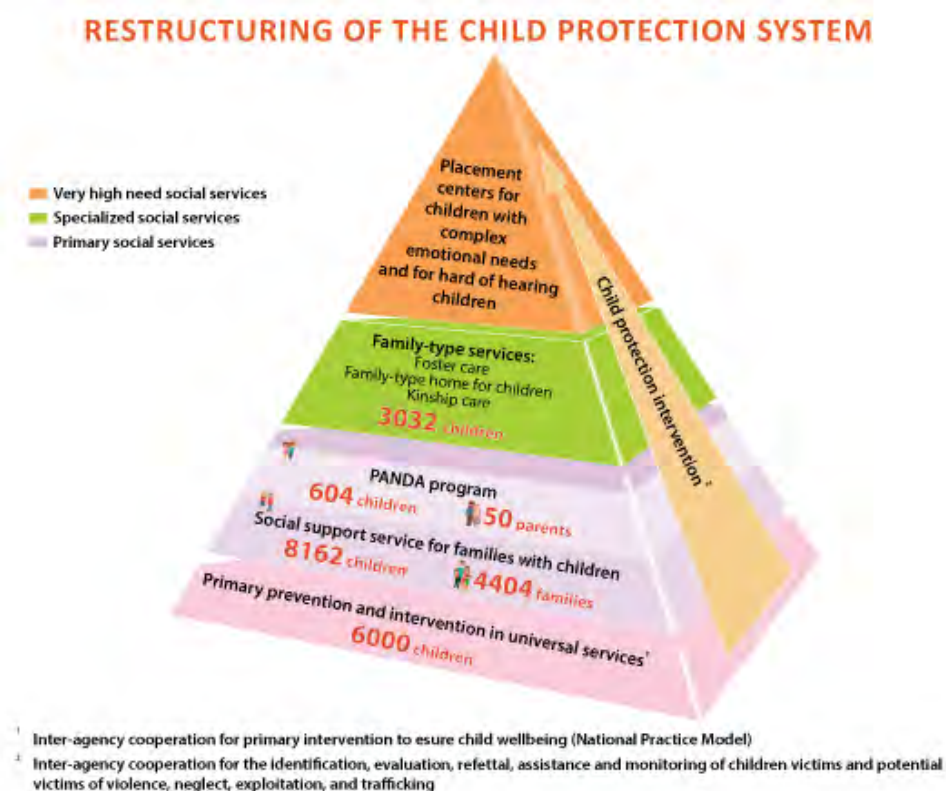 RESTRUCTURING OF THE CHILD PROTECTION SYSTEM
Very high need social services
Specialized social services
Primary social services
Placement
centers for
children with
complex
emotional needs
and for hard of hearing
children
Child protection intervention ²
Family-type services:
Foster care
Family-type home for children
Kinship care
3032 children
PANDA program
604 children
50 parents
Social support service for families with children
8162 children
4404 families
Primary prevention and intervention in universal services¹
6000 children
¹ Inter-agency cooperation for primary intervention to esure child wellbeing (National Practice Model)
² Inter-agency cooperation for the identification, evaluation, refettal, assistance and monitoring of children victims and potential
victims of violence, neglect, exploitation, and trafficking